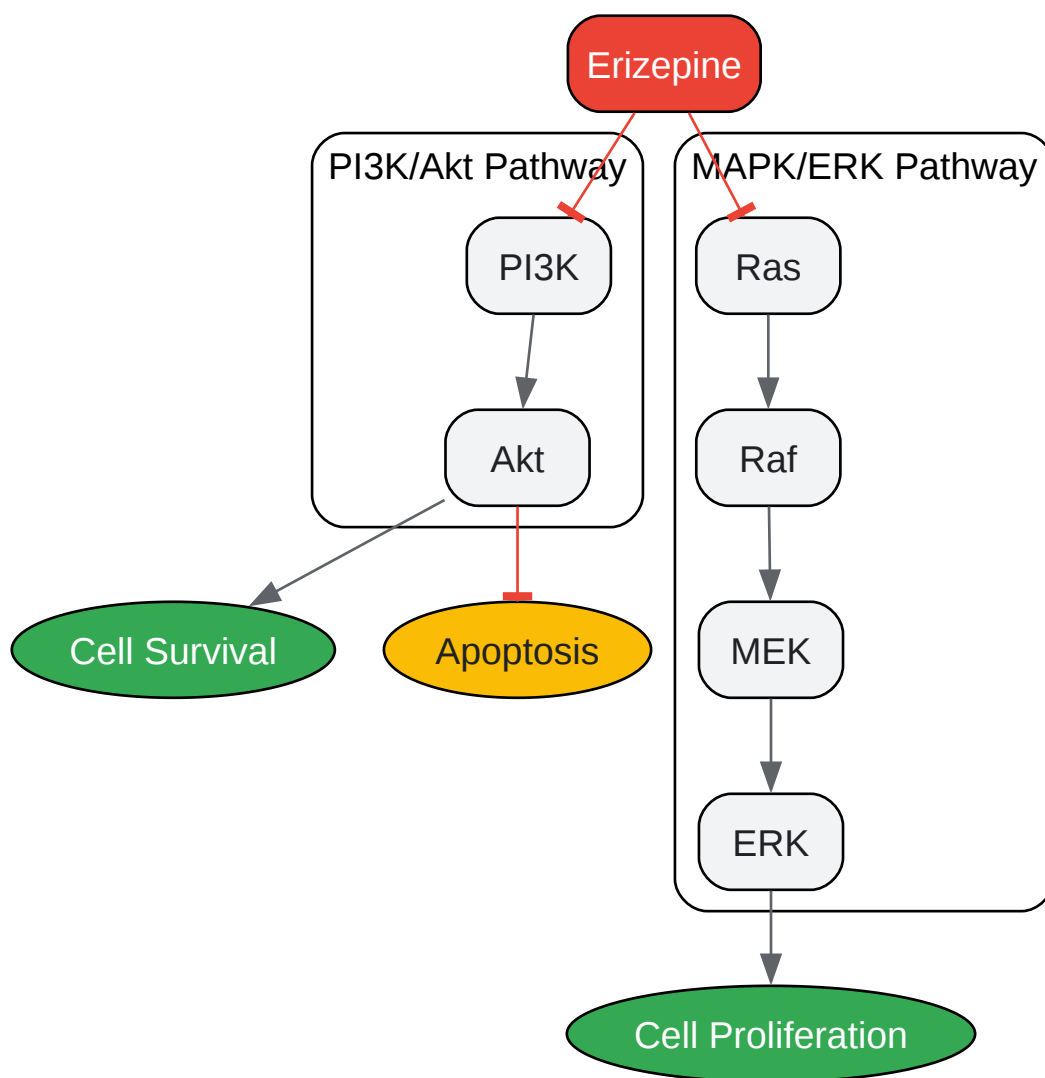 Erizepine
PI3K/Akt Pathway
MAPK/ERK Pathway
PI3K
Ras
Akt
Raf
Cell Survival
Apoptosis
MEK
ERK
Cell Proliferation